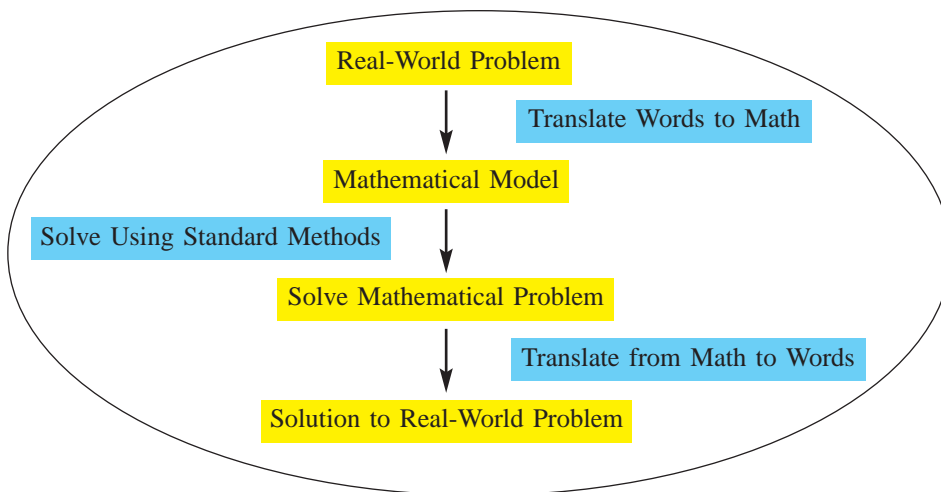 Real-World Problem
Translate Words to Math
Mathematical Model
Solve Using Standard Methods
Solve Mathematical Problem
Translate from Math to Words
Solution to Real-World Problem